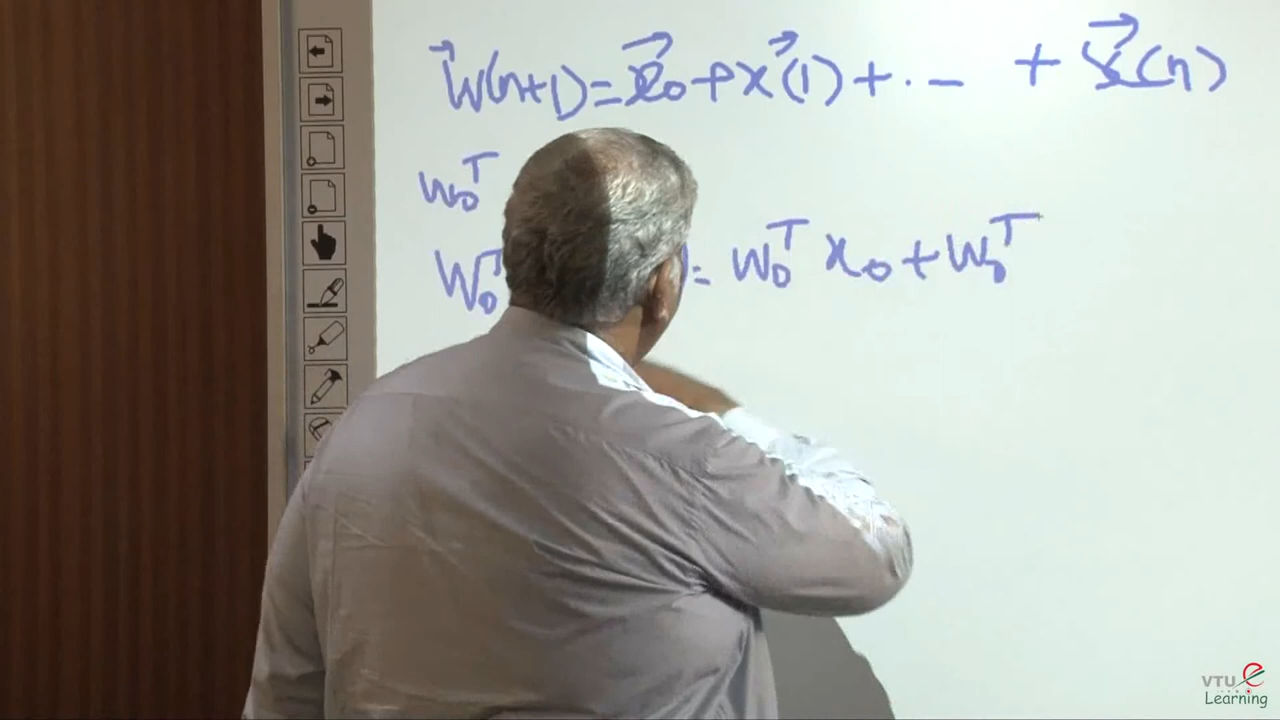 w(n+1) = x₀ + x(1) + ... + x(n)
w₀ᵀ
W₀ᵀ ) = w₀ᵀ x₀ + w₀ᵀ
VTU e
Learning